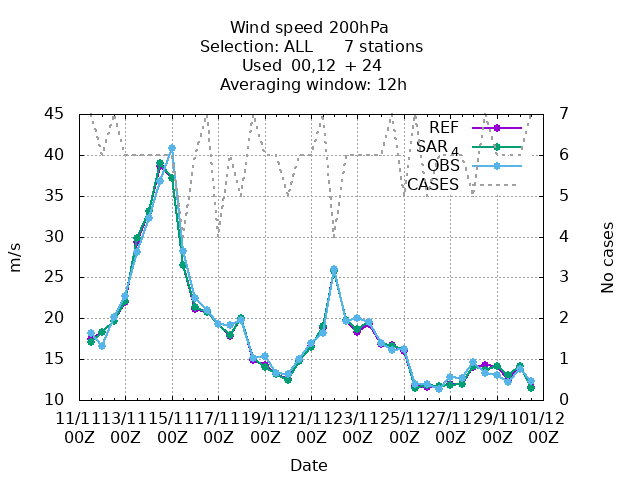 Wind speed 200hPa
Selection: ALL 7 stations
Used 00,12 + 24
Averaging window: 12h
45 7
REF
SAR 4
40 6
OBS
CASES
35 5
30 4
m/s
No cases
25 3
20 2
15 1
10 0
11/11 13/11 15/11 17/11 19/11 21/11 23/11 25/11 27/11 29/11 01/12
00Z 00Z 00Z 00Z 00Z 00Z 00Z 00Z 00Z 00Z 00Z
Date